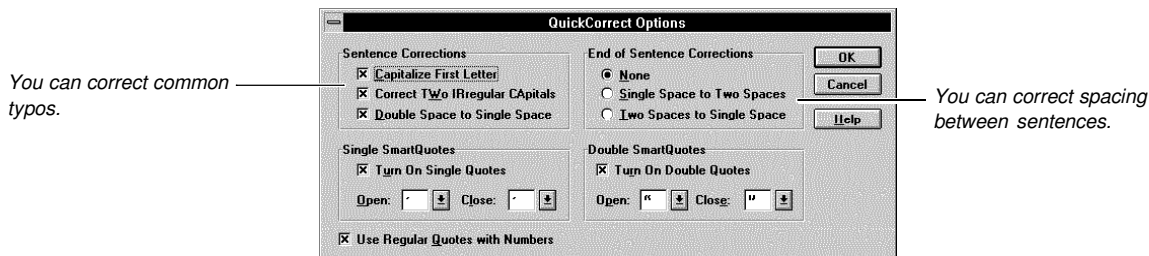 QuickCorrect Options
You can correct common
typos.
Sentence Corrections
Capitalize First Letter
Correct TWo IRregular CApitals
Double Space to Single Space
End of Sentence Corrections
None
Single Space to Two Spaces
Two Spaces to Single Space
OK
Cancel
Help
You can correct spacing
between sentences.
Single SmartQuotes
Turn On Single Quotes
Open: ‘ Close: ’
Double SmartQuotes
Turn On Double Quotes
Open: “ Close: ”
Use Regular Quotes with Numbers